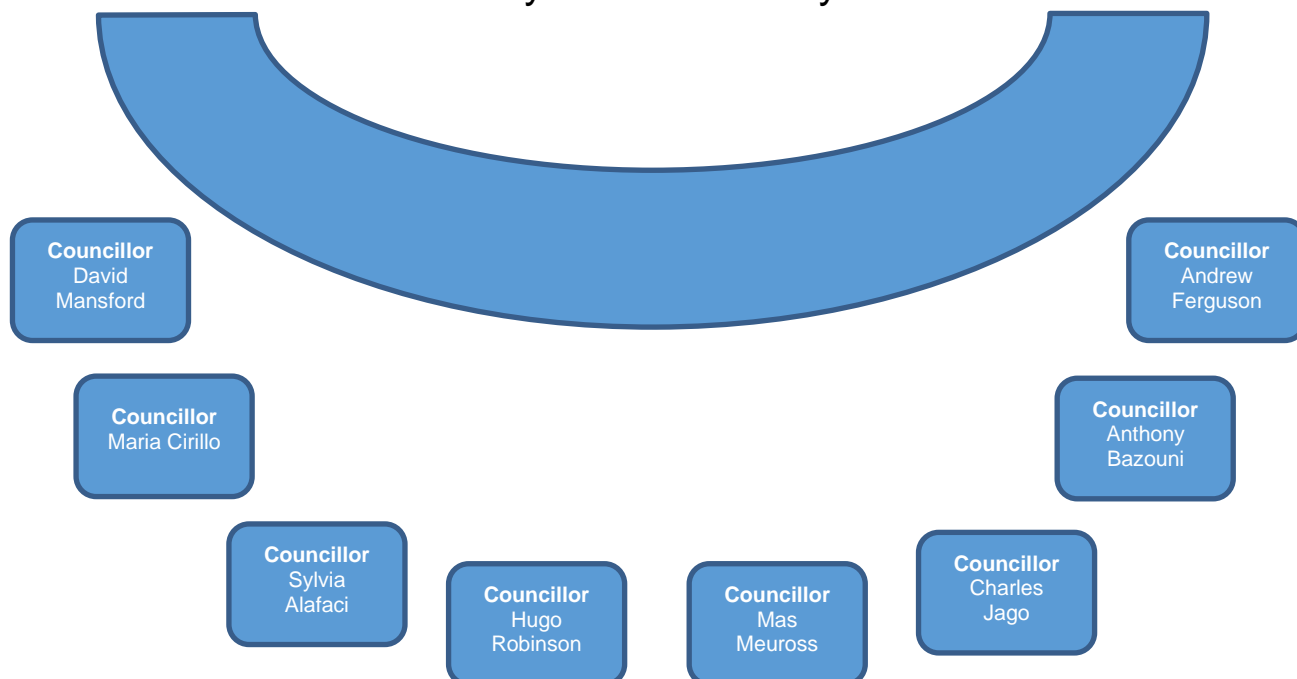 Councillor
David
Mansford
Councillor
Andrew
Ferguson
Councillor
Maria Cirillo
Councillor
Anthony
Bazouni
Councillor
Sylvia
Alafaci
Councillor
Hugo
Robinson
Councillor
Mas
Meuross
Councillor
Charles
Jago